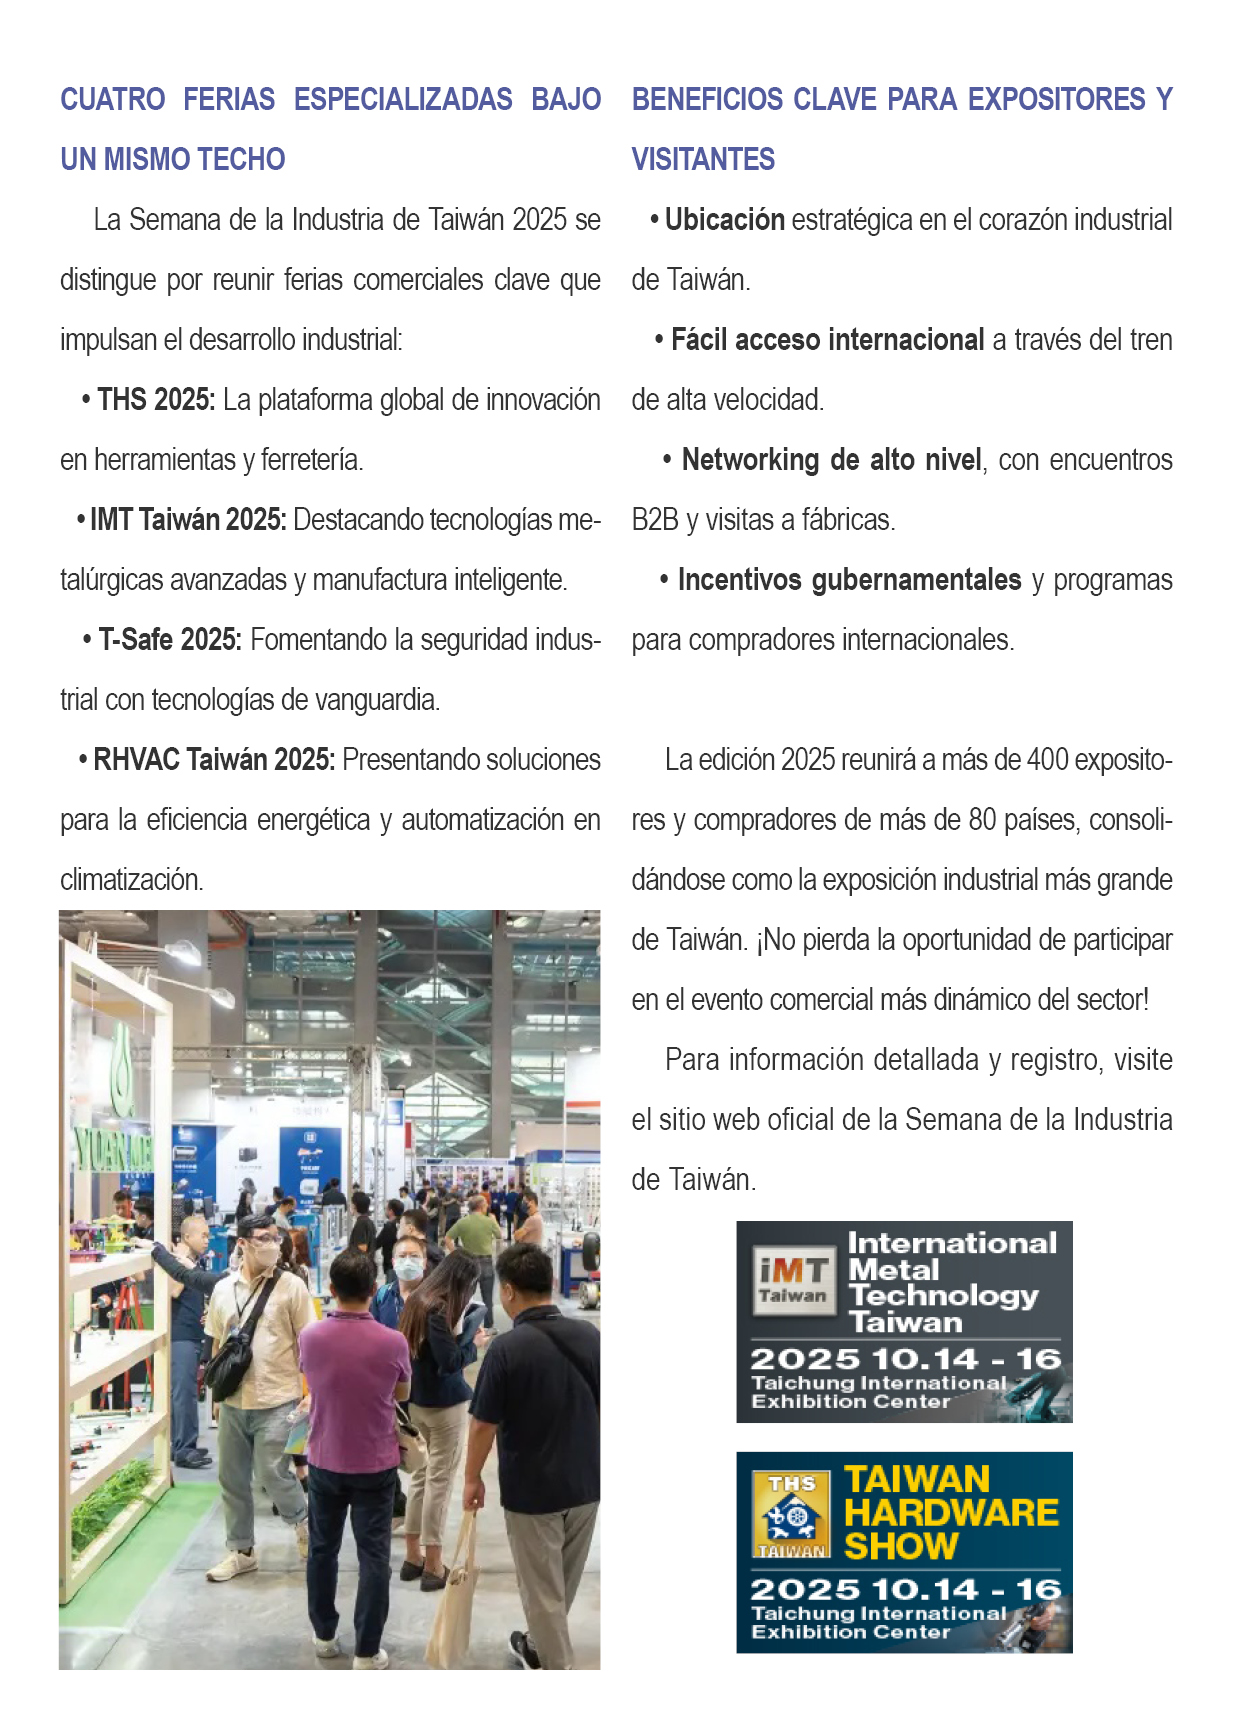 CUATRO FERIAS ESPECIALIZADAS BAJO
UN MISMO TECHO
La Semana de la Industria de Taiwán 2025 se
distingue por reunir ferias comerciales clave que
impulsan el desarrollo industrial:
• THS 2025: La plataforma global de innovación
en herramientas y ferretería.
• IMT Taiwán 2025: Destacando tecnologías me-
talúrgicas avanzadas y manufactura inteligente.
• T-Safe 2025: Fomentando la seguridad indus-
trial con tecnologías de vanguardia.
• RHVAC Taiwán 2025: Presentando soluciones
para la eficiencia energética y automatización en
climatización.
BENEFICIOS CLAVE PARA EXPOSITORES Y
VISITANTES
• Ubicación estratégica en el corazón industrial
de Taiwán.
• Fácil acceso internacional a través del tren
de alta velocidad.
• Networking de alto nivel, con encuentros
B2B y visitas a fábricas.
• Incentivos gubernamentales y programas
para compradores internacionales.
La edición 2025 reunirá a más de 400 exposito-
res y compradores de más de 80 países, consoli-
dándose como la exposición industrial más grande
de Taiwán. ¡No pierda la oportunidad de participar
en el evento comercial más dinámico del sector!
Para información detallada y registro, visite
el sitio web oficial de la Semana de la Industria
de Taiwán.
iMT
Taiwan
International
Metal
Technology
Taiwan
2025 10.14 - 16
Taichung International
Exhibition Center
THS
TAIWAN
TAIWAN
HARDWARE
SHOW
2025 10.14 - 16
Taichung International
Exhibition Center